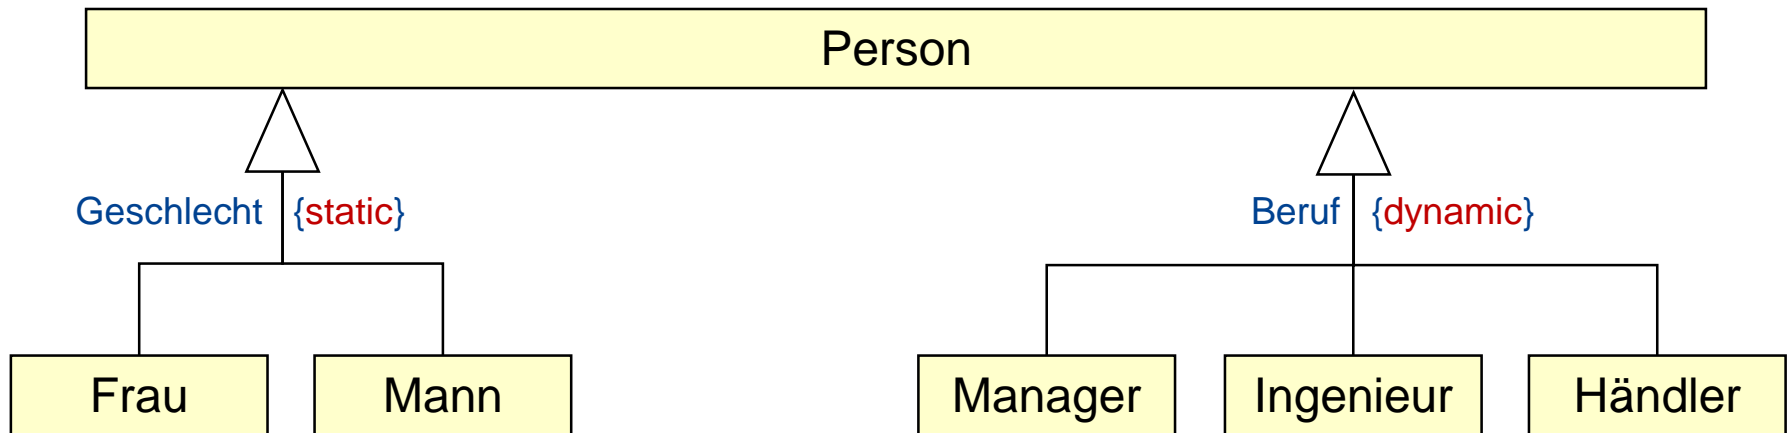 Person
Geschlecht {static}
Beruf {dynamic}
Frau
Mann
Manager
Ingenieur
Händler